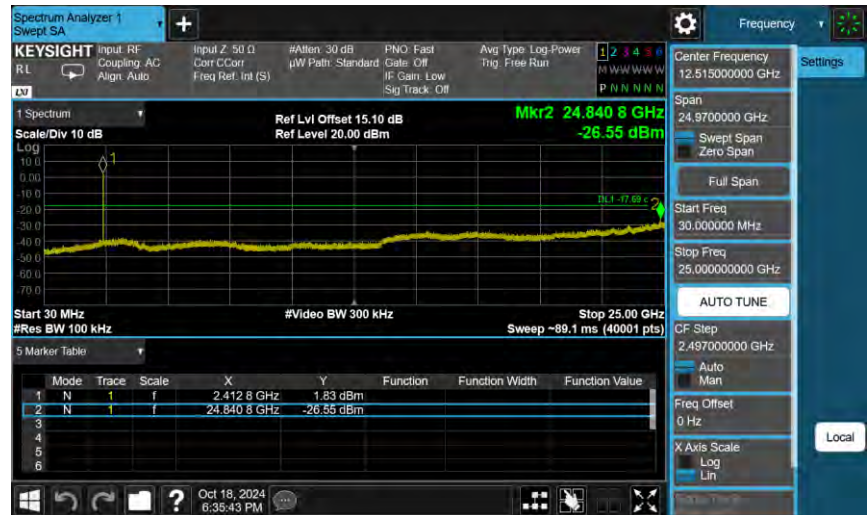 Spectrum Analyzer 1
Swept SA
+
Frequency
KEYSIGHT
RL
LXI
Input: RF
Coupling: AC
Align: Auto
Input Z: 50 Ω
Corr CCorr
Freq Ref: Int (S)
#Atten: 30 dB
µW Path: Standard
PNO: Fast
Gate: Off
IF Gain: Low
Sig Track: Off
Avg Type: Log-Power
Trig: Free Run
1 2 3 4 5 6
M W W W W W
P N N N N N
1 Spectrum
Scale/Div 10 dB
Ref Lvl Offset 15.10 dB
Ref Level 20.00 dBm
Mkr2 24.840 8 GHz
-26.55 dBm
Log
10.0
0.00
-10.0
-20.0
-30.0
-40.0
-50.0
-60.0
-70.0
1
DL1 -17.69
2
Start 30 MHz
#Res BW 100 kHz
#Video BW 300 kHz
Stop 25.00 GHz
Sweep ~89.1 ms (40001 pts)
5 Marker Table
Mode Trace Scale X Y Function Function Width Function Value
1 N 1 f 2.412 8 GHz 1.83 dBm
2 N 1 f 24.840 8 GHz -26.55 dBm
3
4
5
6
?
Oct 18, 2024
6:35:43 PM
Center Frequency
12.515000000 GHz
Settings
Span
24.9700000 GHz
Swept Span
Zero Span
Full Span
Start Freq
30.000000 MHz
Stop Freq
25.000000000 GHz
AUTO TUNE
CF Step
2.497000000 GHz
Auto
Man
Freq Offset
0 Hz
X Axis Scale
Log
Lin
Local